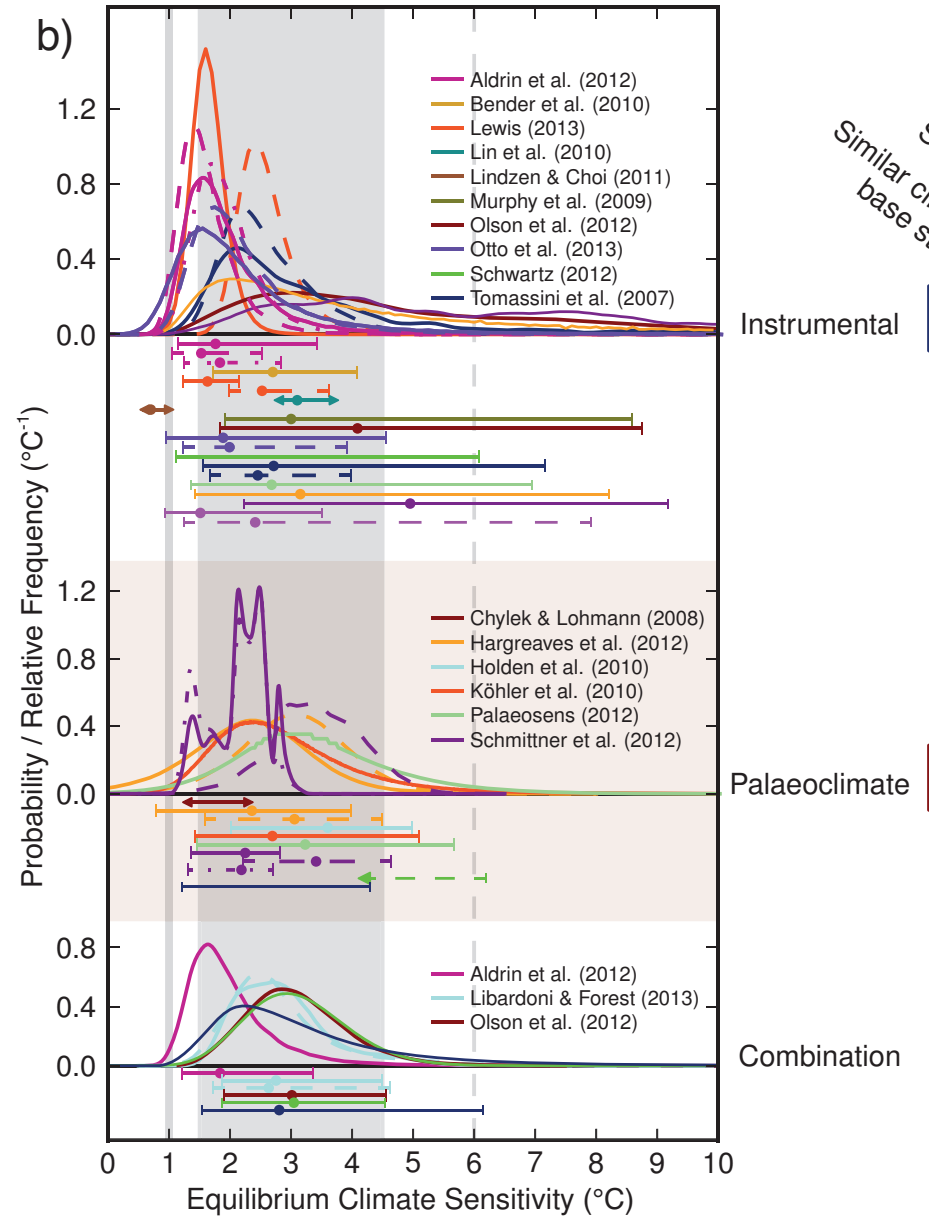 b)
Probability / Relative Frequency (°C⁻¹)
1.2
0.8
0.4
0.0
Aldrin et al. (2012)
Bender et al. (2010)
Lewis (2013)
Lin et al. (2010)
Lindzen & Choi (2011)
Murphy et al. (2009)
Olson et al. (2012)
Otto et al. (2013)
Schwartz (2012)
Tomassini et al. (2007)
Similar
base
Instrumental
1.2
0.8
0.4
0.0
Chylek & Lohmann (2008)
Hargreaves et al. (2012)
Holden et al. (2010)
Köhler et al. (2010)
Palaeosens (2012)
Schmittner et al. (2012)
Palaeoclimate
0.8
0.4
0.0
Aldrin et al. (2012)
Libardoni & Forest (2013)
Olson et al. (2012)
Combination
0 1 2 3 4 5 6 7 8 9 10
Equilibrium Climate Sensitivity (°C)